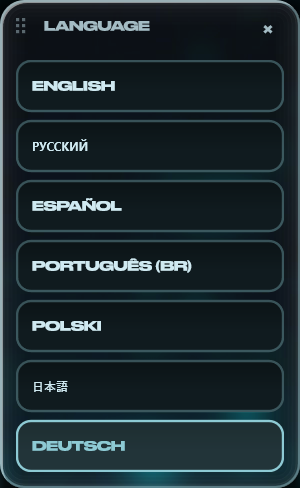 LANGUAGE
ENGLISH
РУССКИЙ
ESPAÑOL
PORTUGUÊS (BR)
POLSKI
日本語
DEUTSCH